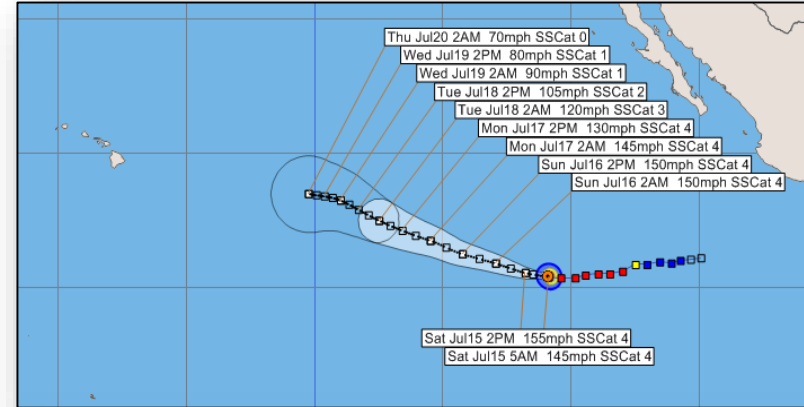 Thu Jul20 2AM 70mph SSCat 0
Wed Jul19 2PM 80mph SSCat 1
Wed Jul19 2AM 90mph SSCat 1
Tue Jul18 2PM 105mph SSCat 2
Tue Jul18 2AM 120mph SSCat 3
Mon Jul17 2PM 130mph SSCat 4
Mon Jul17 2AM 145mph SSCat 4
Sun Jul16 2PM 150mph SSCat 4
Sun Jul16 2AM 150mph SSCat 4
Sat Jul15 2PM 155mph SSCat 4
Sat Jul15 5AM 145mph SSCat 4